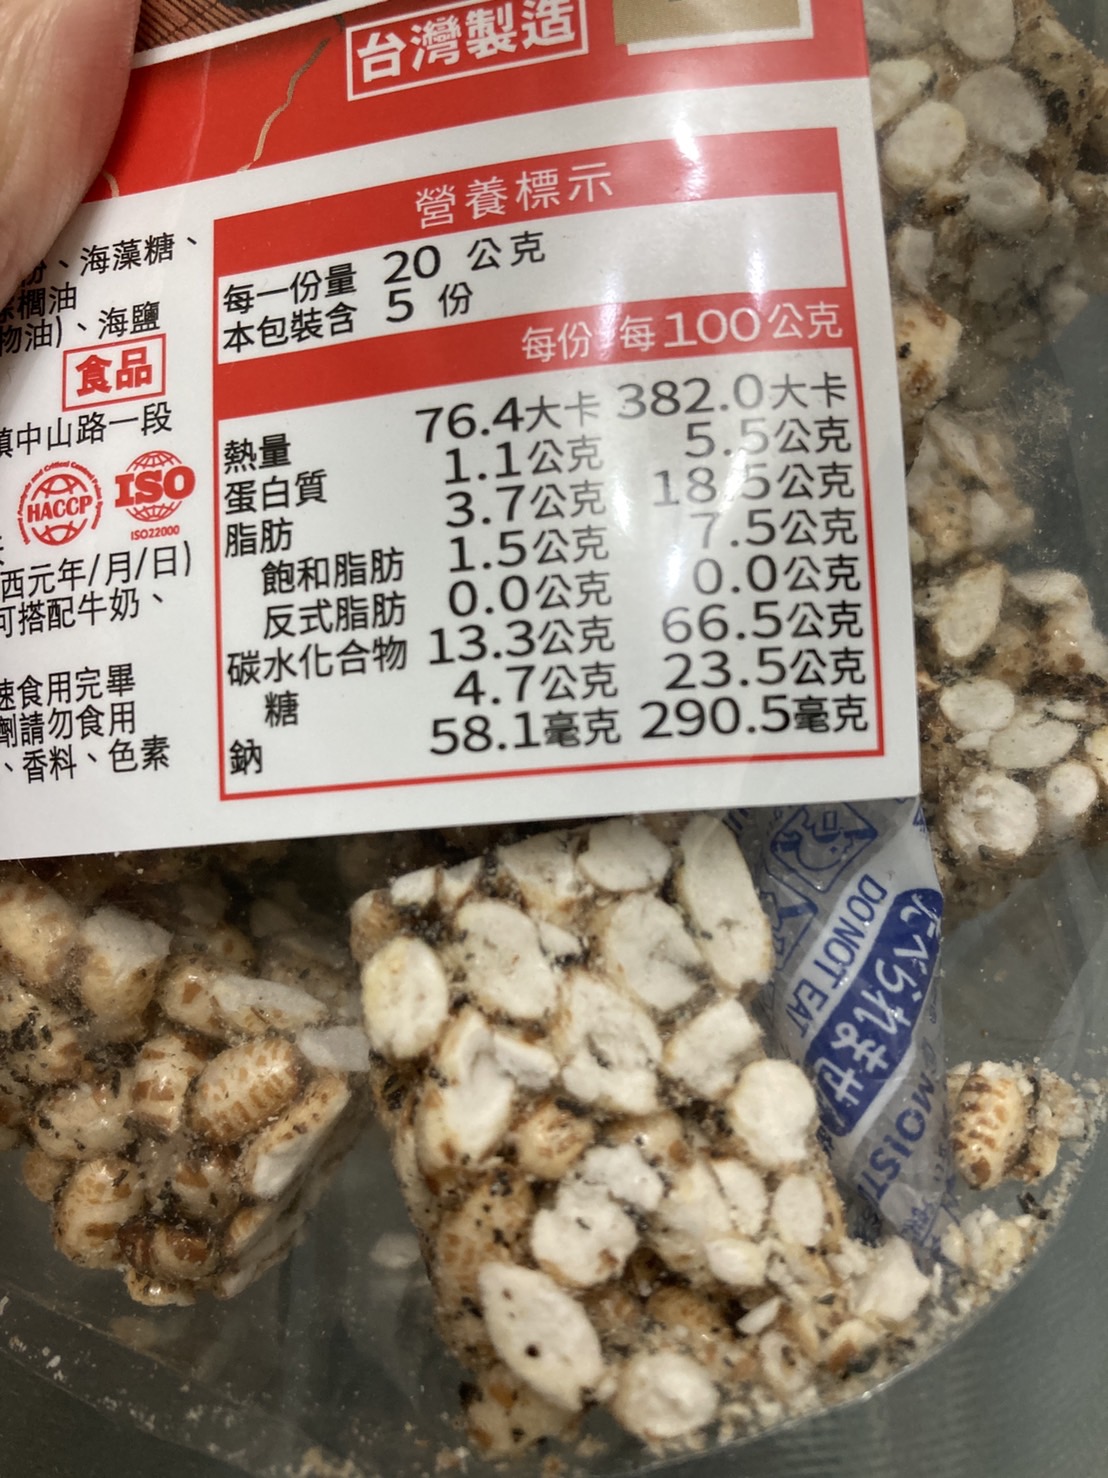 台灣製造
、海藻糖、
櫚油
物油)、海鹽
食品
鎮中山路一段
HACCP
ISO
ISO22000
西元年/月/日)
可搭配牛奶、
速食用完畢
劑請勿食用
、香料、色素
營養標示
每一份量 20 公克
本包裝含 5 份
每份 每100公克
熱量 76.4大卡 382.0大卡
蛋白質 1.1公克 5.5公克
脂肪 3.7公克 18.5公克
飽和脂肪 1.5公克 7.5公克
反式脂肪 0.0公克 0.0公克
碳水化合物 13.3公克 66.5公克
糖 4.7公克 23.5公克
鈉 58.1毫克 290.5毫克
DO NOT EAT
たべられません
MOIST